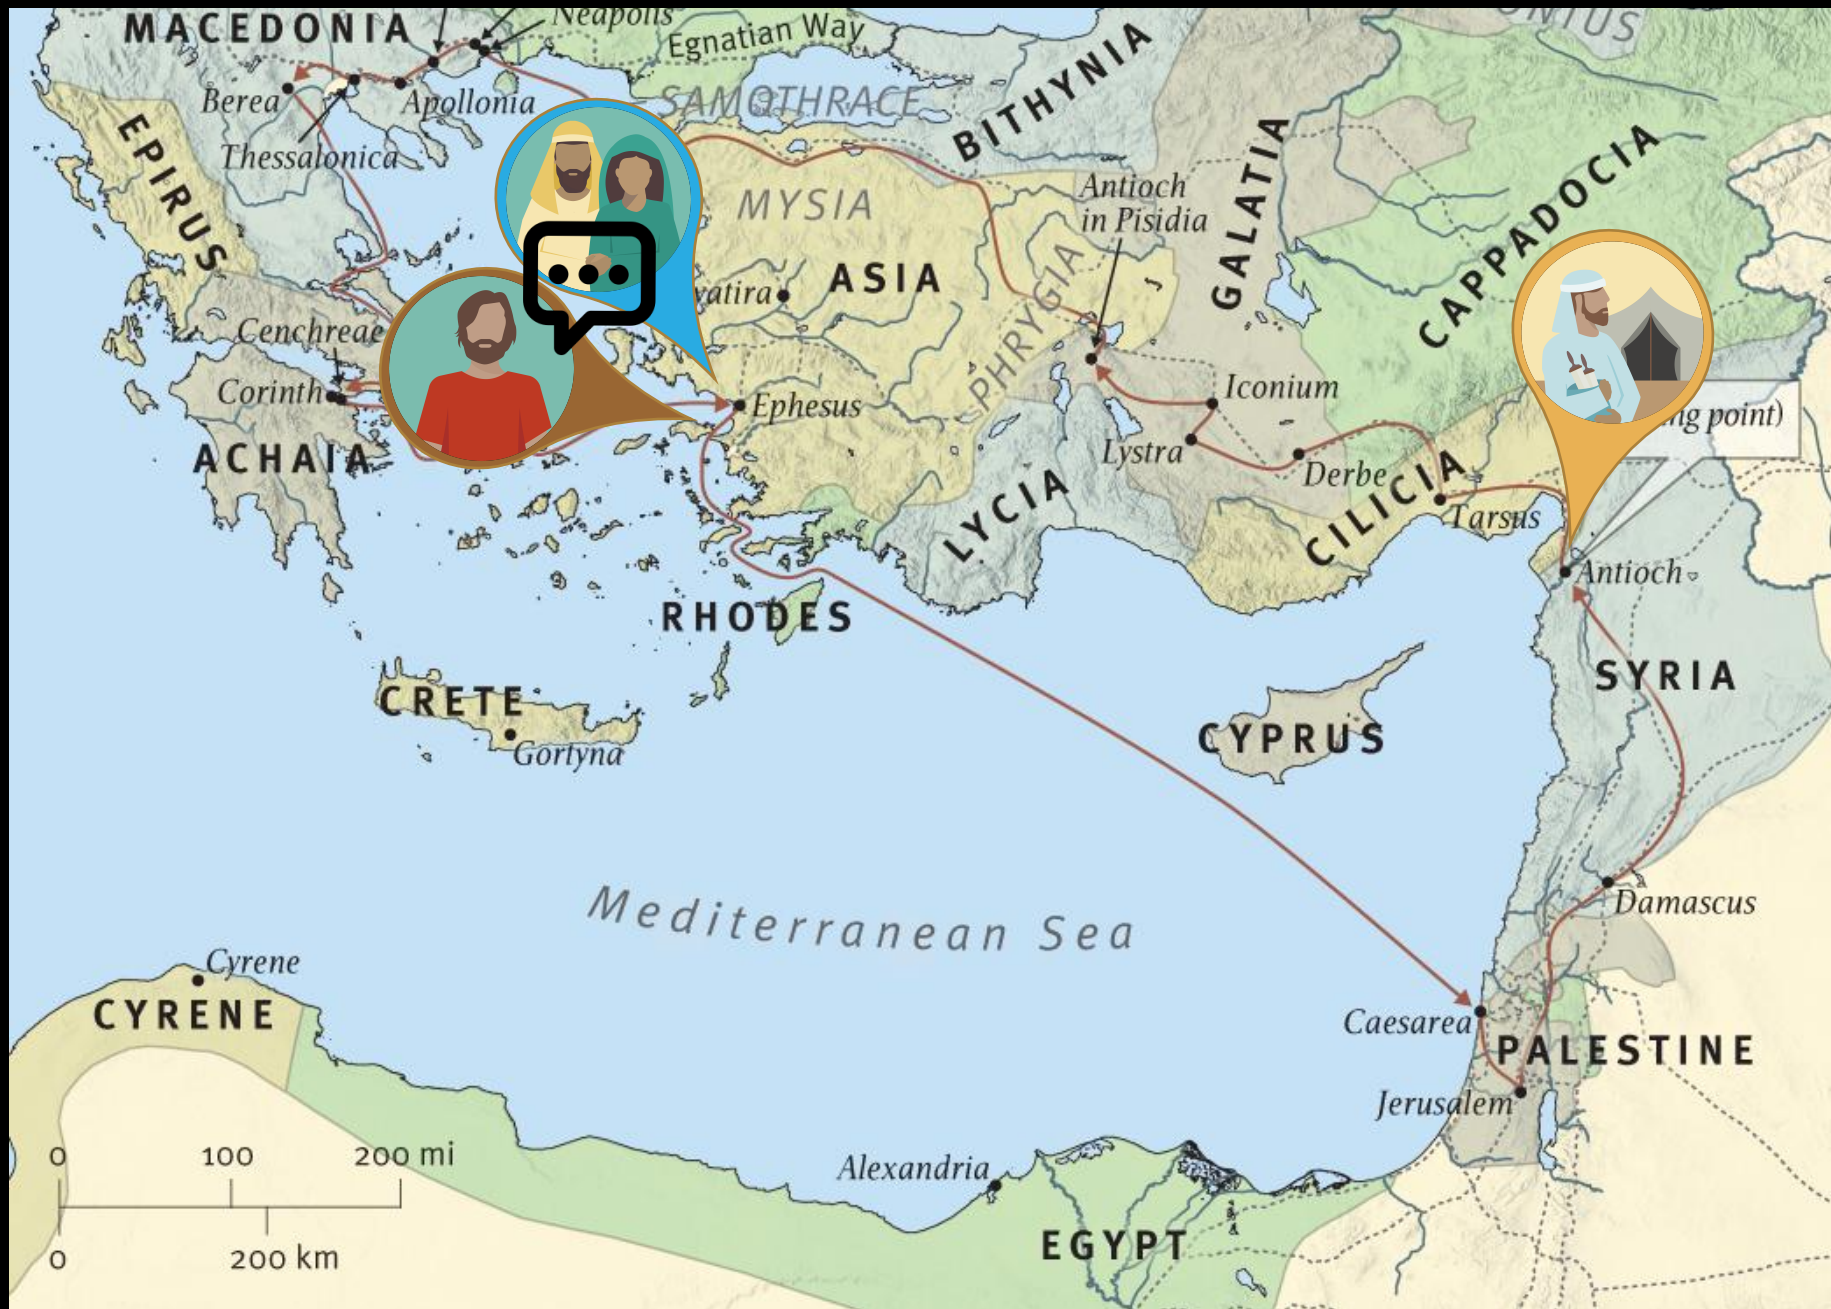 MACEDONIA
Neapolis
Egnatian Way
Berea
Apollonia
SAMOTHRACE
BITHYNIA
Thessalonica
EPIRUS
MYSIA
Antioch
in Pisidia
GALATIA
CAPPADOCIA
ASIA
PHRYGIA
Cenchreae
Corinth
Ephesus
Iconium
ng point)
ACHAIA
Lystra
Derbe
LYCIA
CILICIA
Tarsus
Antioch
RHODES
SYRIA
CRETE
Gortyna
CYPRUS
Mediterranean Sea
Damascus
Cyrene
CYRENE
Caesarea
PALESTINE
Jerusalem
0 100 200 mi
Alexandria
EGYPT
0 200 km